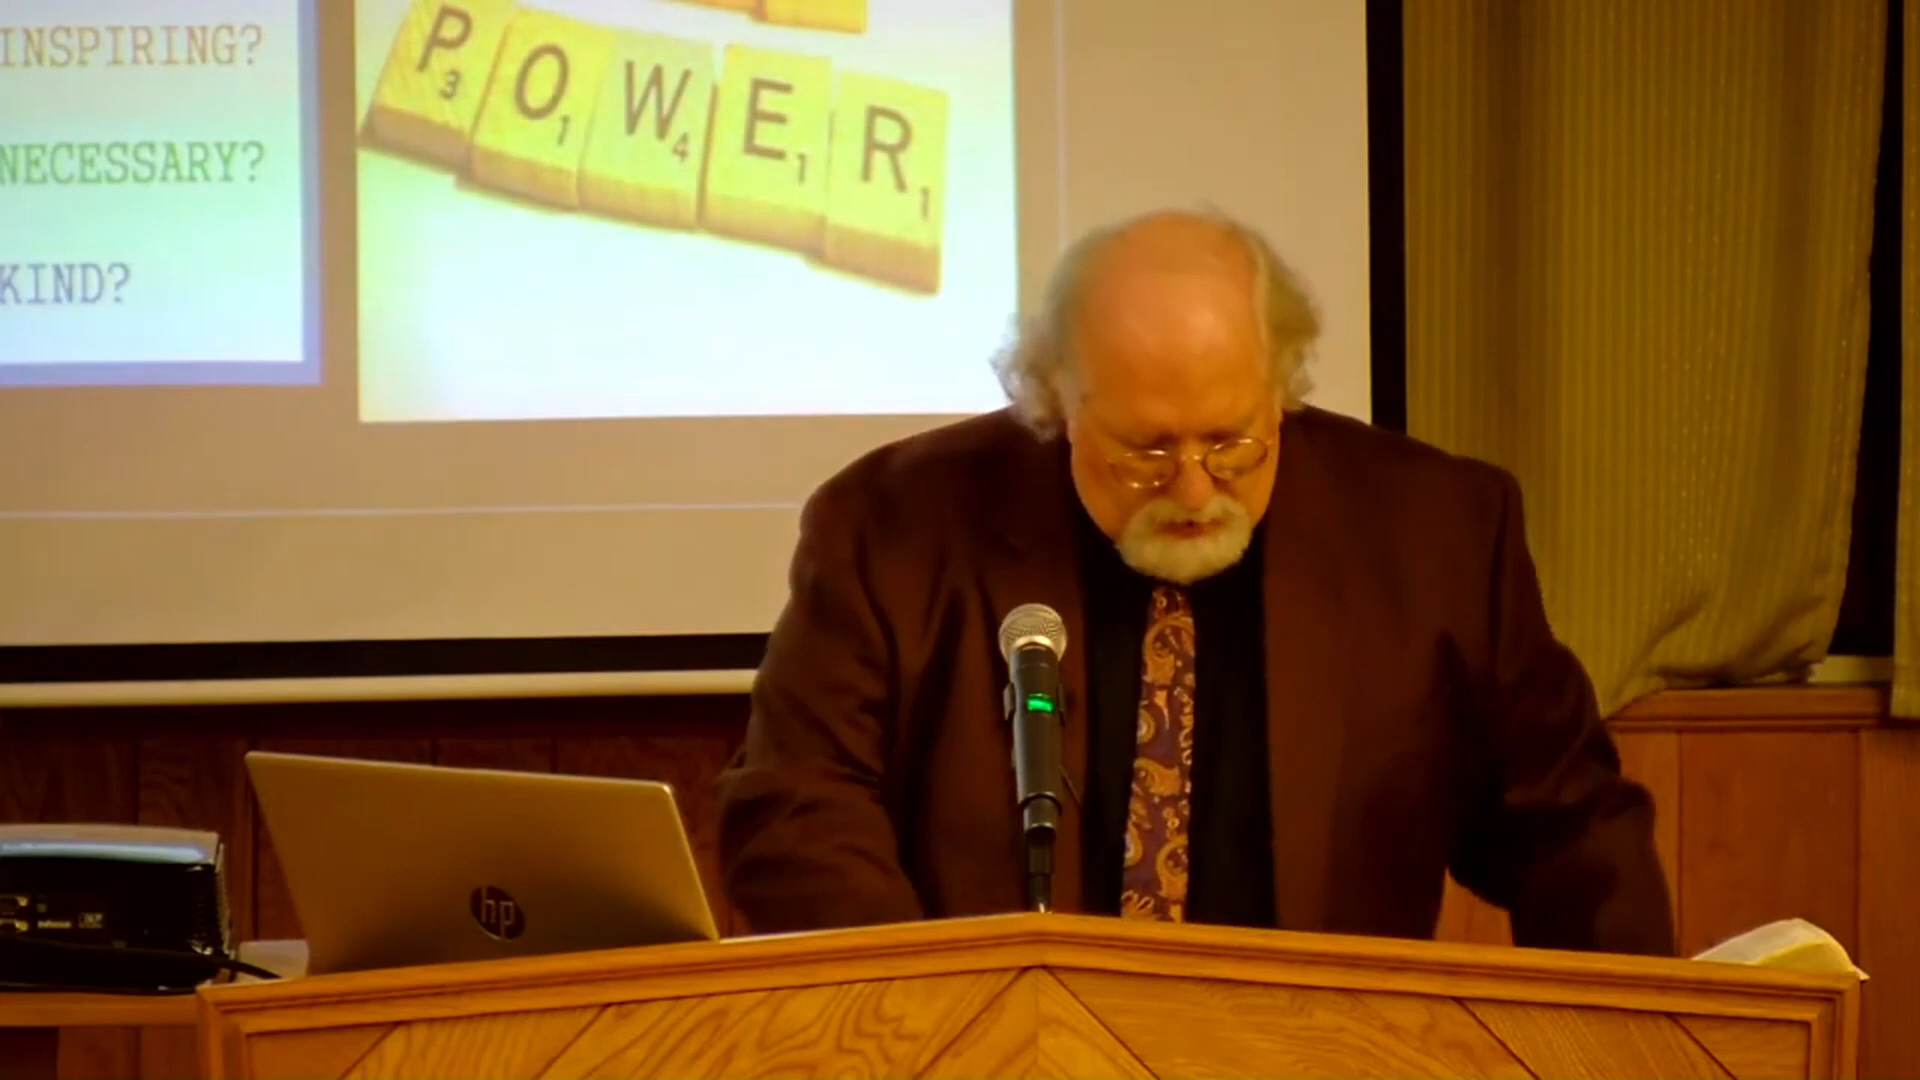 INSPIRING?
NECESSARY?
KIND?
P3 O1 W4 E1 R1
hp